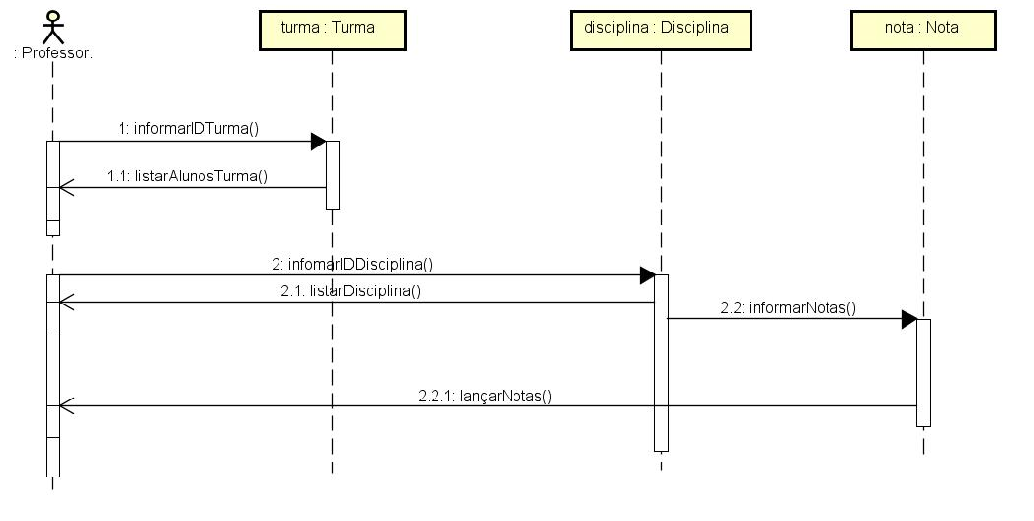 : Professor.
turma : Turma
disciplina : Disciplina
nota : Nota
1: informarIDTurma()
1.1: listarAlunosTurma()
2: infomarIDDisciplina()
2.1: listarDisciplina()
2.2: informarNotas()
2.2.1: lançarNotas()